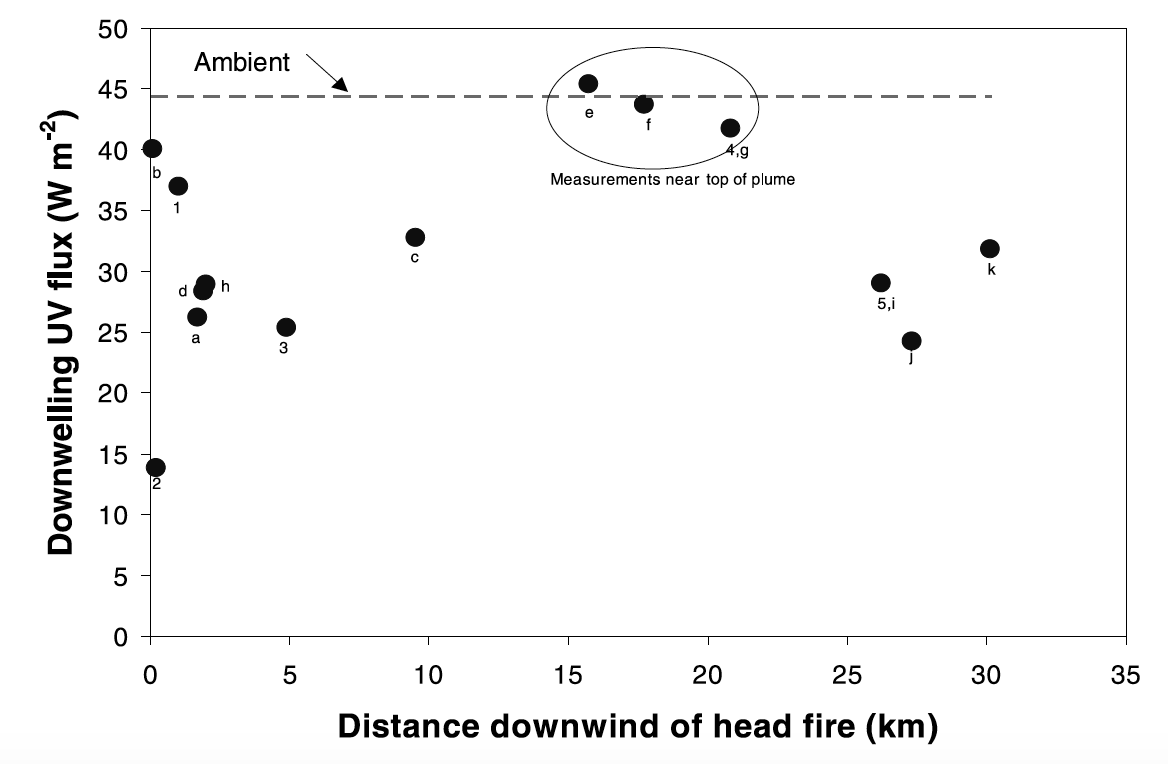 50
45
40
35
30
25
20
15
10
5
0
Downwelling UV flux (W m-2)
Ambient
e
f
4,g
Measurements near top of plume
b
1
c
k
d
h
5,i
a
3
j
2
0 5 10 15 20 25 30 35
Distance downwind of head fire (km)